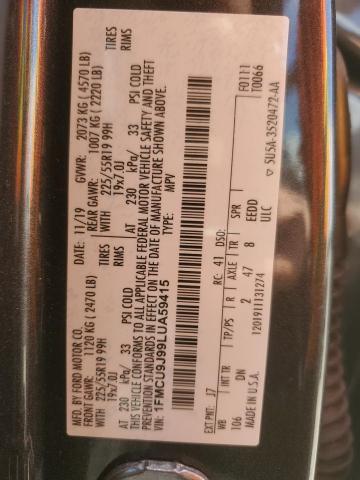 MFD. BY FORD MOTOR CO.
DATE: 11/19 GVWR: 2073 KG ( 4570 LB)
FRONT GAWR: 1120 KG (2470 LB) REAR GAWR: 1007 KG ( 2220 LB)
WITH 225/55R19 99H TIRES WITH 225/55R19 99H TIRES
19x7.0J RIMS 19x7.0J RIMS
AT 230 kPa/ 33 PSI COLD AT 230 kPa/ 33 PSI COLD
THIS VEHICLE CONFORMS TO ALL APPLICABLE FEDERAL MOTOR VEHICLE SAFETY AND THEFT
PREVENTION STANDARDS IN EFFECT ON THE DATE OF MANUFACTURE SHOWN ABOVE.
VIN: 1FMCU9J99LUA59415 TYPE: MPV
F0111
T0066
EXT PNT: J7 RC: 41 DSO:
WB INT TR TP/PS R AXLE TR SPR
106 DN D 2 47 8 EEDD
MADE IN U.S.A. 1201911131274 ULC
▽ 5U5A-3520472-AA